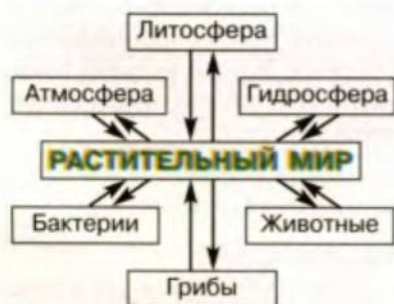 Литосфера
Атмосфера
Гидросфера
РАСТИТЕЛЬНЫЙ МИР
Бактерии
Животные
Грибы